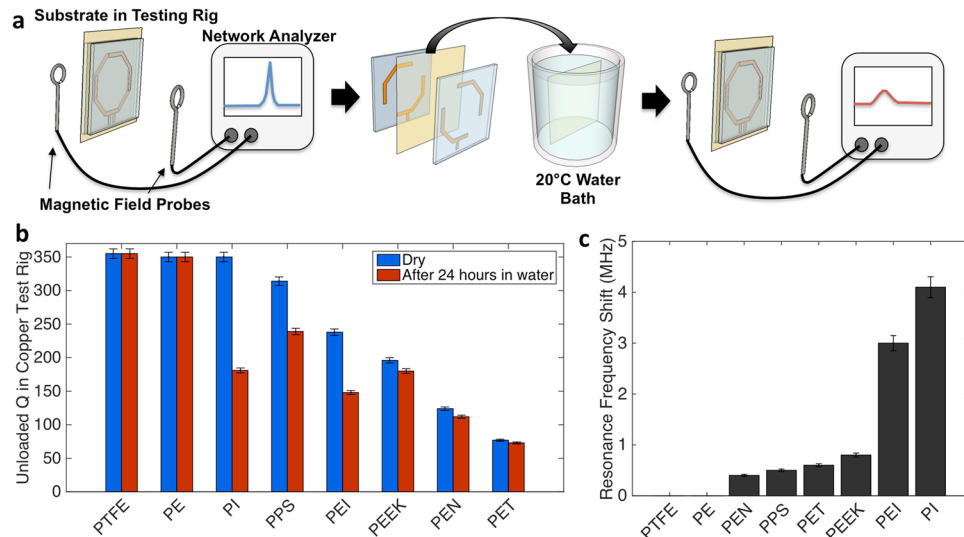 a
Substrate in Testing Rig
Network Analyzer
Magnetic Field Probes
20°C Water
Bath
b
Unloaded Q in Copper Test Rig
350
300
250
200
150
100
50
0
Dry
After 24 hours in water
PTFE
PE
PI
PPS
PEI
PEEK
PEN
PET
c
Resonance Frequency Shift (MHz)
5
4
3
2
1
0
PTFE
PE
PEN
PPS
PET
PEEK
PEI
PI